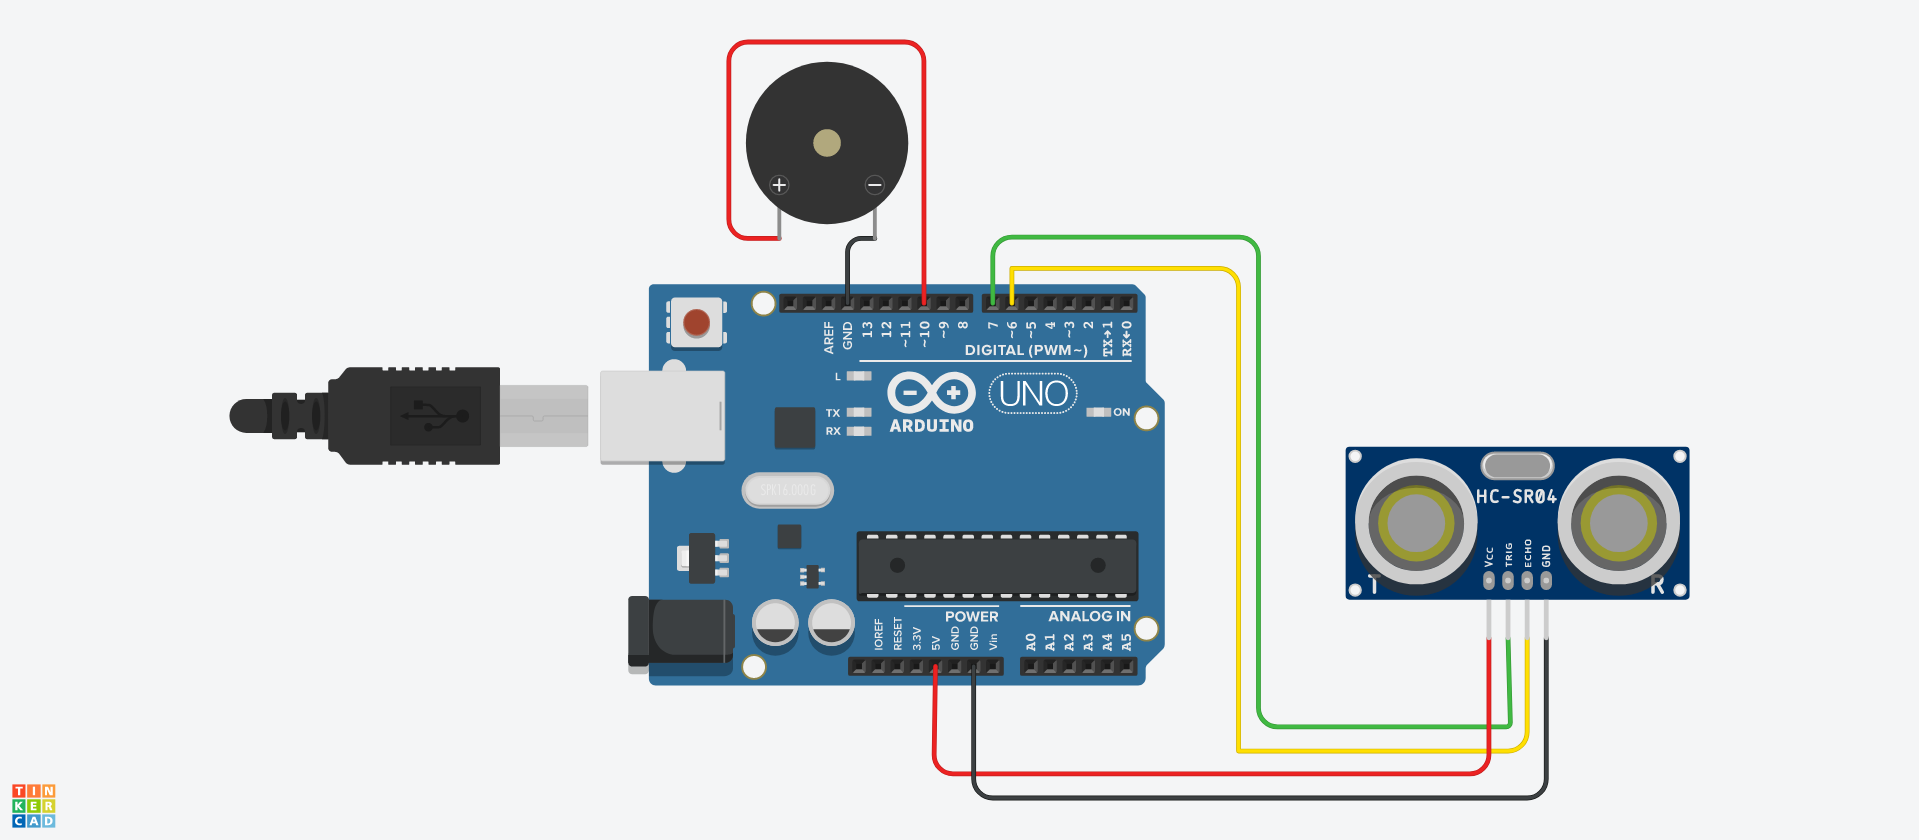 + −
AREF
GND
13
12
~11
~10
~9
8
7
~6
~5
4
~3
2
TX→1
RX←0
DIGITAL (PWM~)
L
TX
RX
UNO
ARDUINO
ON
SPK16.000G
HC-SR04
VCC
TRIG
ECHO
GND
T
R
POWER
ANALOG IN
IOREF
RESET
3.3V
5V
GND
GND
Vin
A0
A1
A2
A3
A4
A5
TIN
KER
CAD